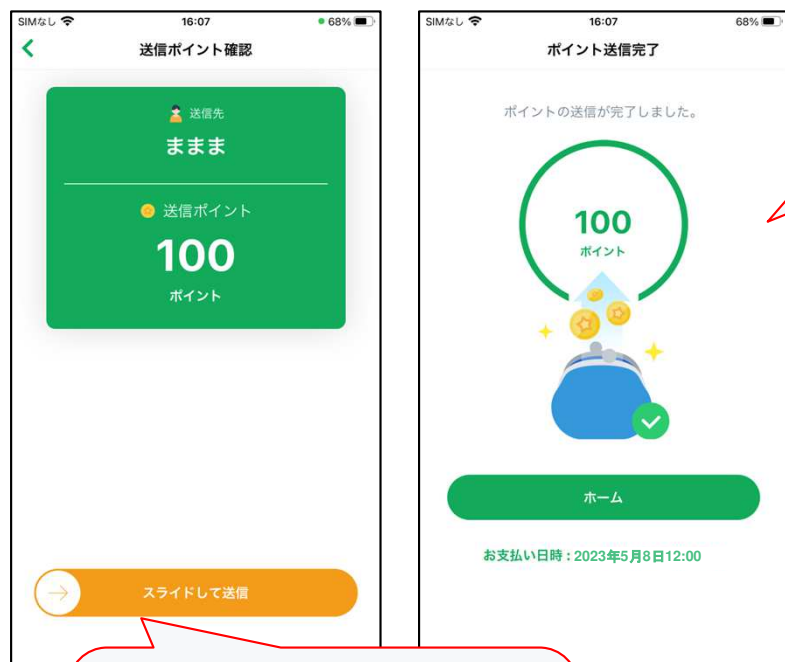 SIMなし 16:07 68%
送信ポイント確認
送信先
ままま
送信ポイント
100
ポイント
スライドして送信
SIMなし 16:07 68%
ポイント送信完了
ポイントの送信が完了しました。
100
ポイント
ホーム
お支払い日時：2023年5月8日12:00